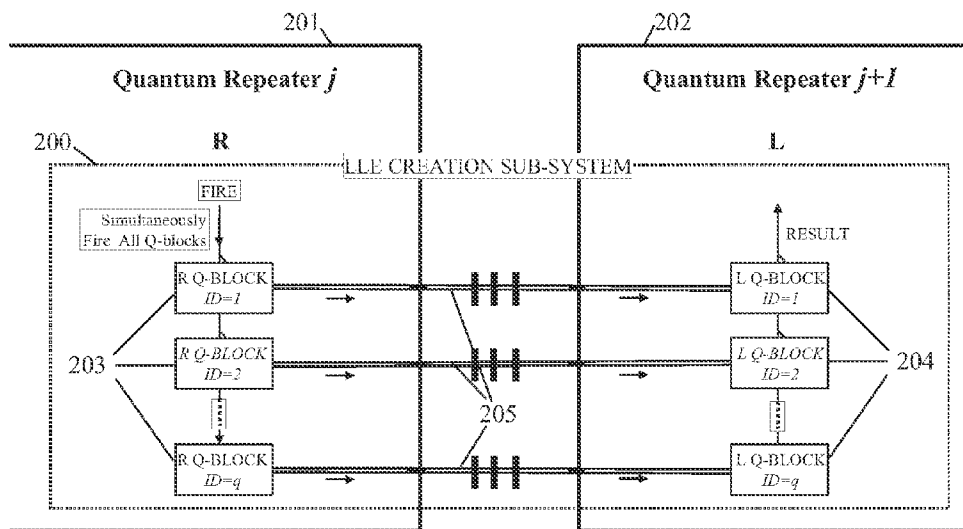 201
202
Quantum Repeater j
Quantum Repeater j+1
200
R
L
LLE CREATION SUB-SYSTEM
FIRE
Simultaneously
Fire All Q-blocks
RESULT
R Q-BLOCK
ID=1
L Q-BLOCK
ID=1
R Q-BLOCK
ID=2
L Q-BLOCK
ID=2
203
204
205
R Q-BLOCK
ID=q
L Q-BLOCK
ID=q